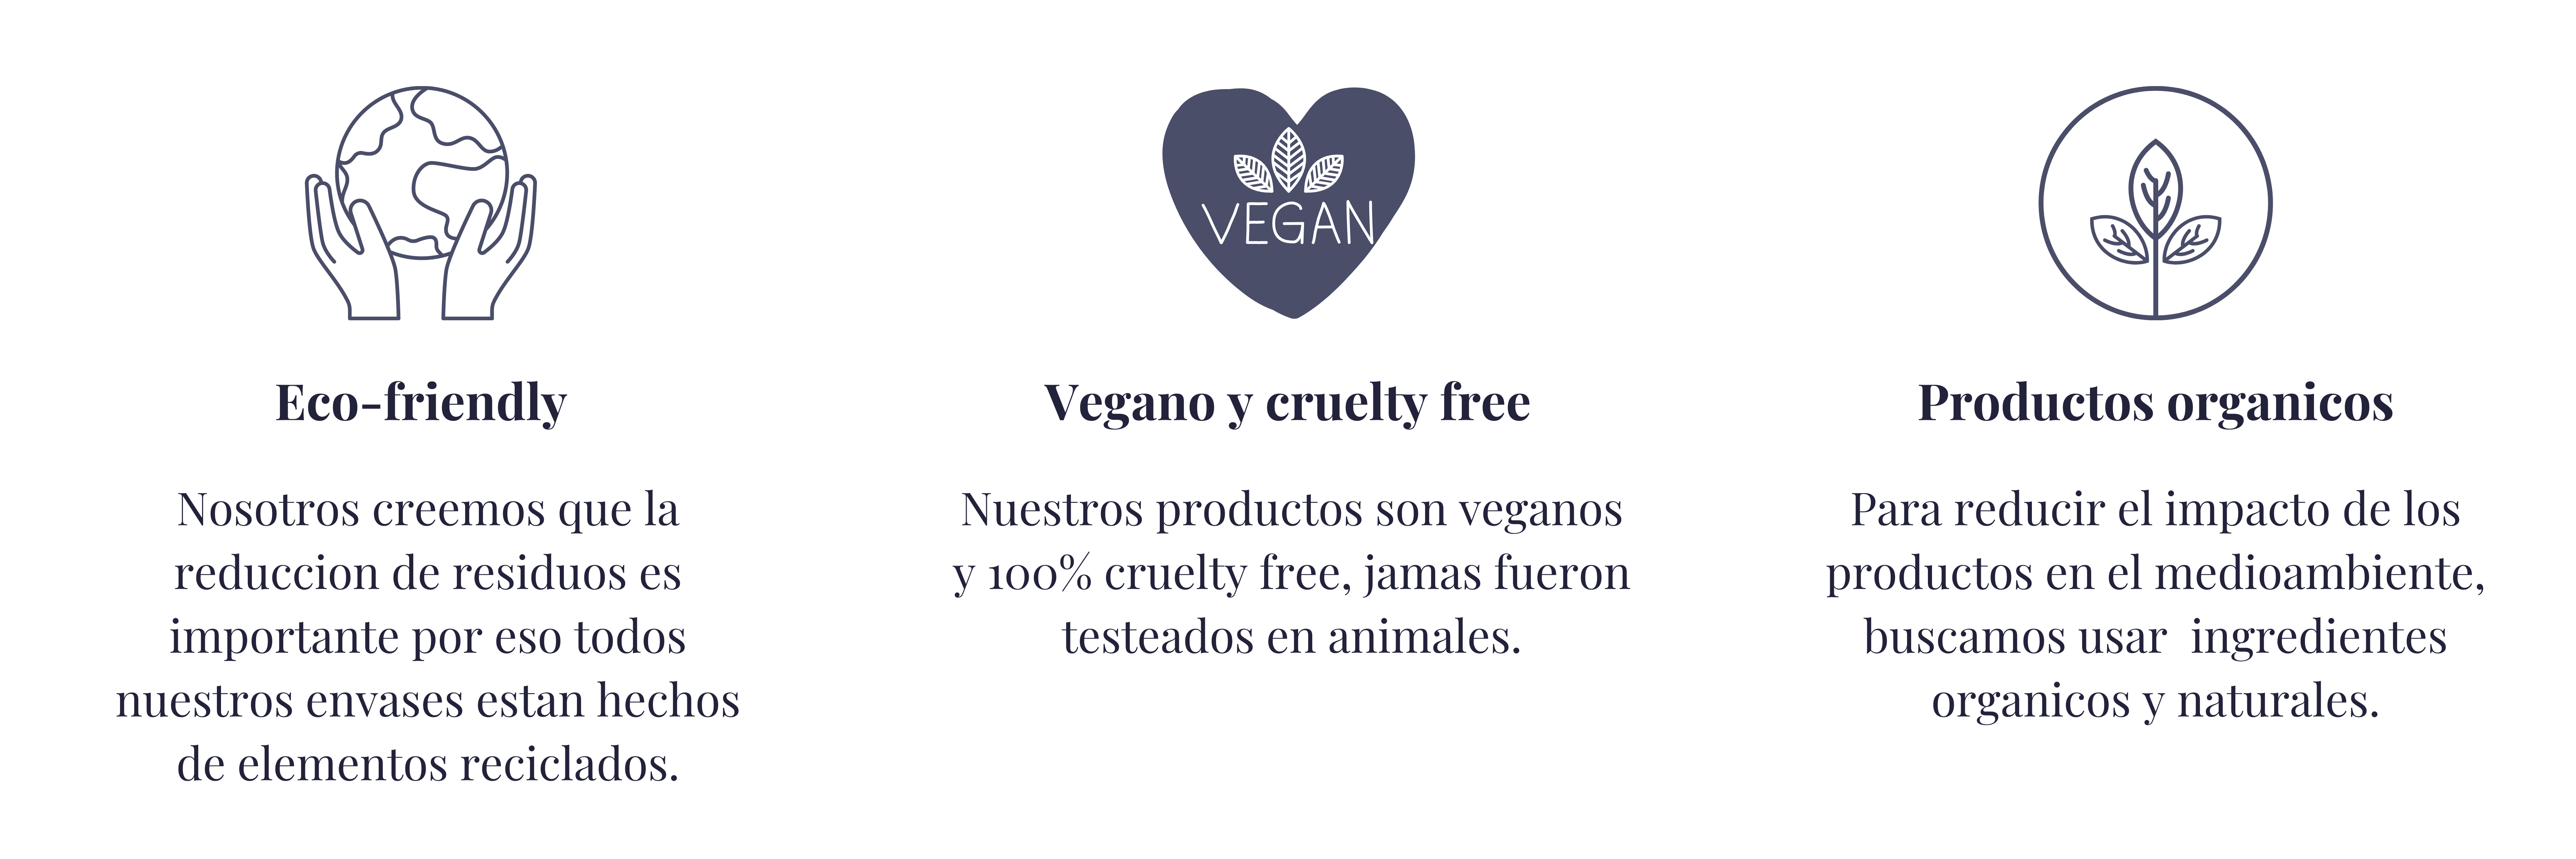 VEGAN
Eco-friendly
Nosotros creemos que la
reduccion de residuos es
importante por eso todos
nuestros envases estan hechos
de elementos reciclados.
Vegano y cruelty free
Nuestros productos son veganos
y 100% cruelty free, jamas fueron
testeados en animales.
Productos organicos
Para reducir el impacto de los
productos en el medioambiente,
buscamos usar  ingredientes
organicos y naturales.